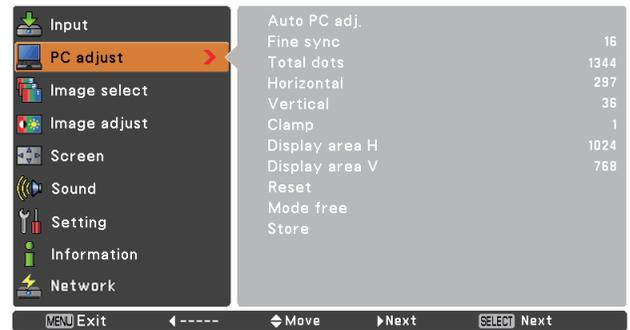 Input
PC adjust
Image select
Image adjust
Screen
Sound
Setting
Information
Network
Auto PC adj.
Fine sync 16
Total dots 1344
Horizontal 297
Vertical 36
Clamp 1
Display area H 1024
Display area V 768
Reset
Mode free
Store
MENU Exit ◀----- Move ▶Next SELECT Next